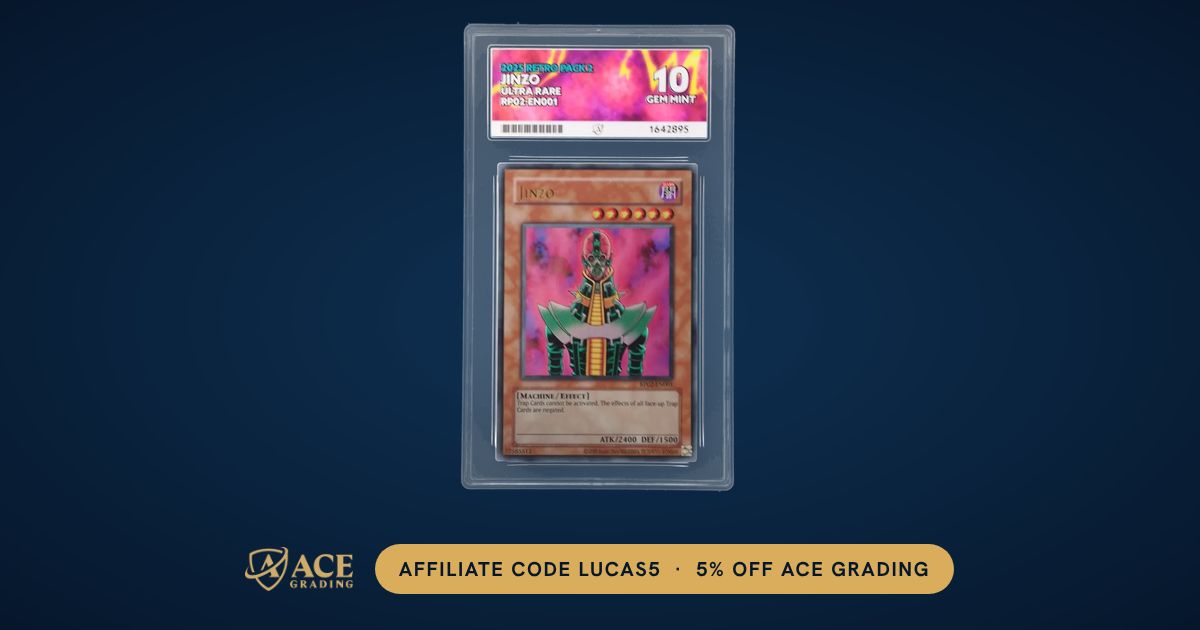 2025 RETRO PACK 2
JINZO
ULTRA RARE
RP02-EN001
10
GEM MINT
1642895
JINZO
RP02-EN001
[MACHINE/EFFECT]
Trap Cards cannot be activated. The effects of all face-up Trap
Cards are negated.
ATK/2400 DEF/1500
ACE
GRADING
AFFILIATE CODE LUCAS5 · 5% OFF ACE GRADING